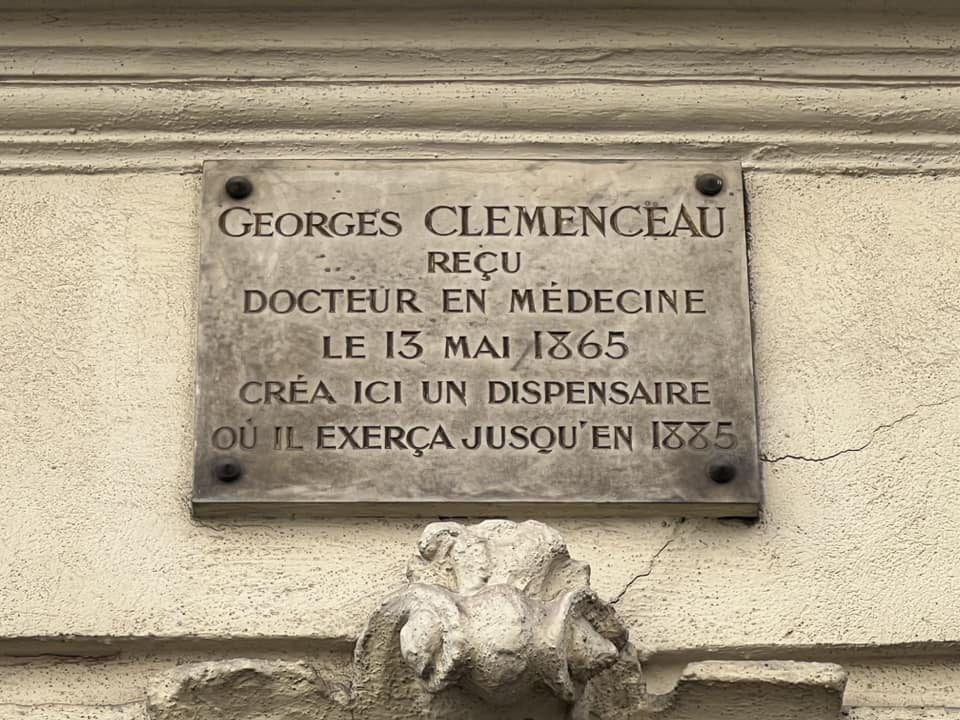 GEORGES CLEMENCEAU
REÇU
DOCTEUR EN MÉDECINE
LE 13 MAI 1865
CRÉA ICI UN DISPENSAIRE
OÙ IL EXERÇA JUSQU'EN 1885